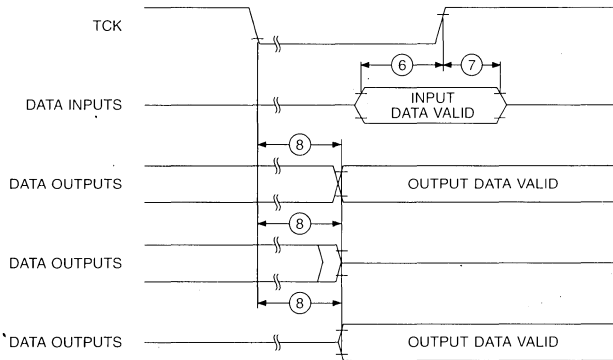 TCK
6
7
DATA INPUTS
INPUT
DATA VALID
8
DATA OUTPUTS
OUTPUT DATA VALID
8
DATA OUTPUTS
8
DATA OUTPUTS
OUTPUT DATA VALID